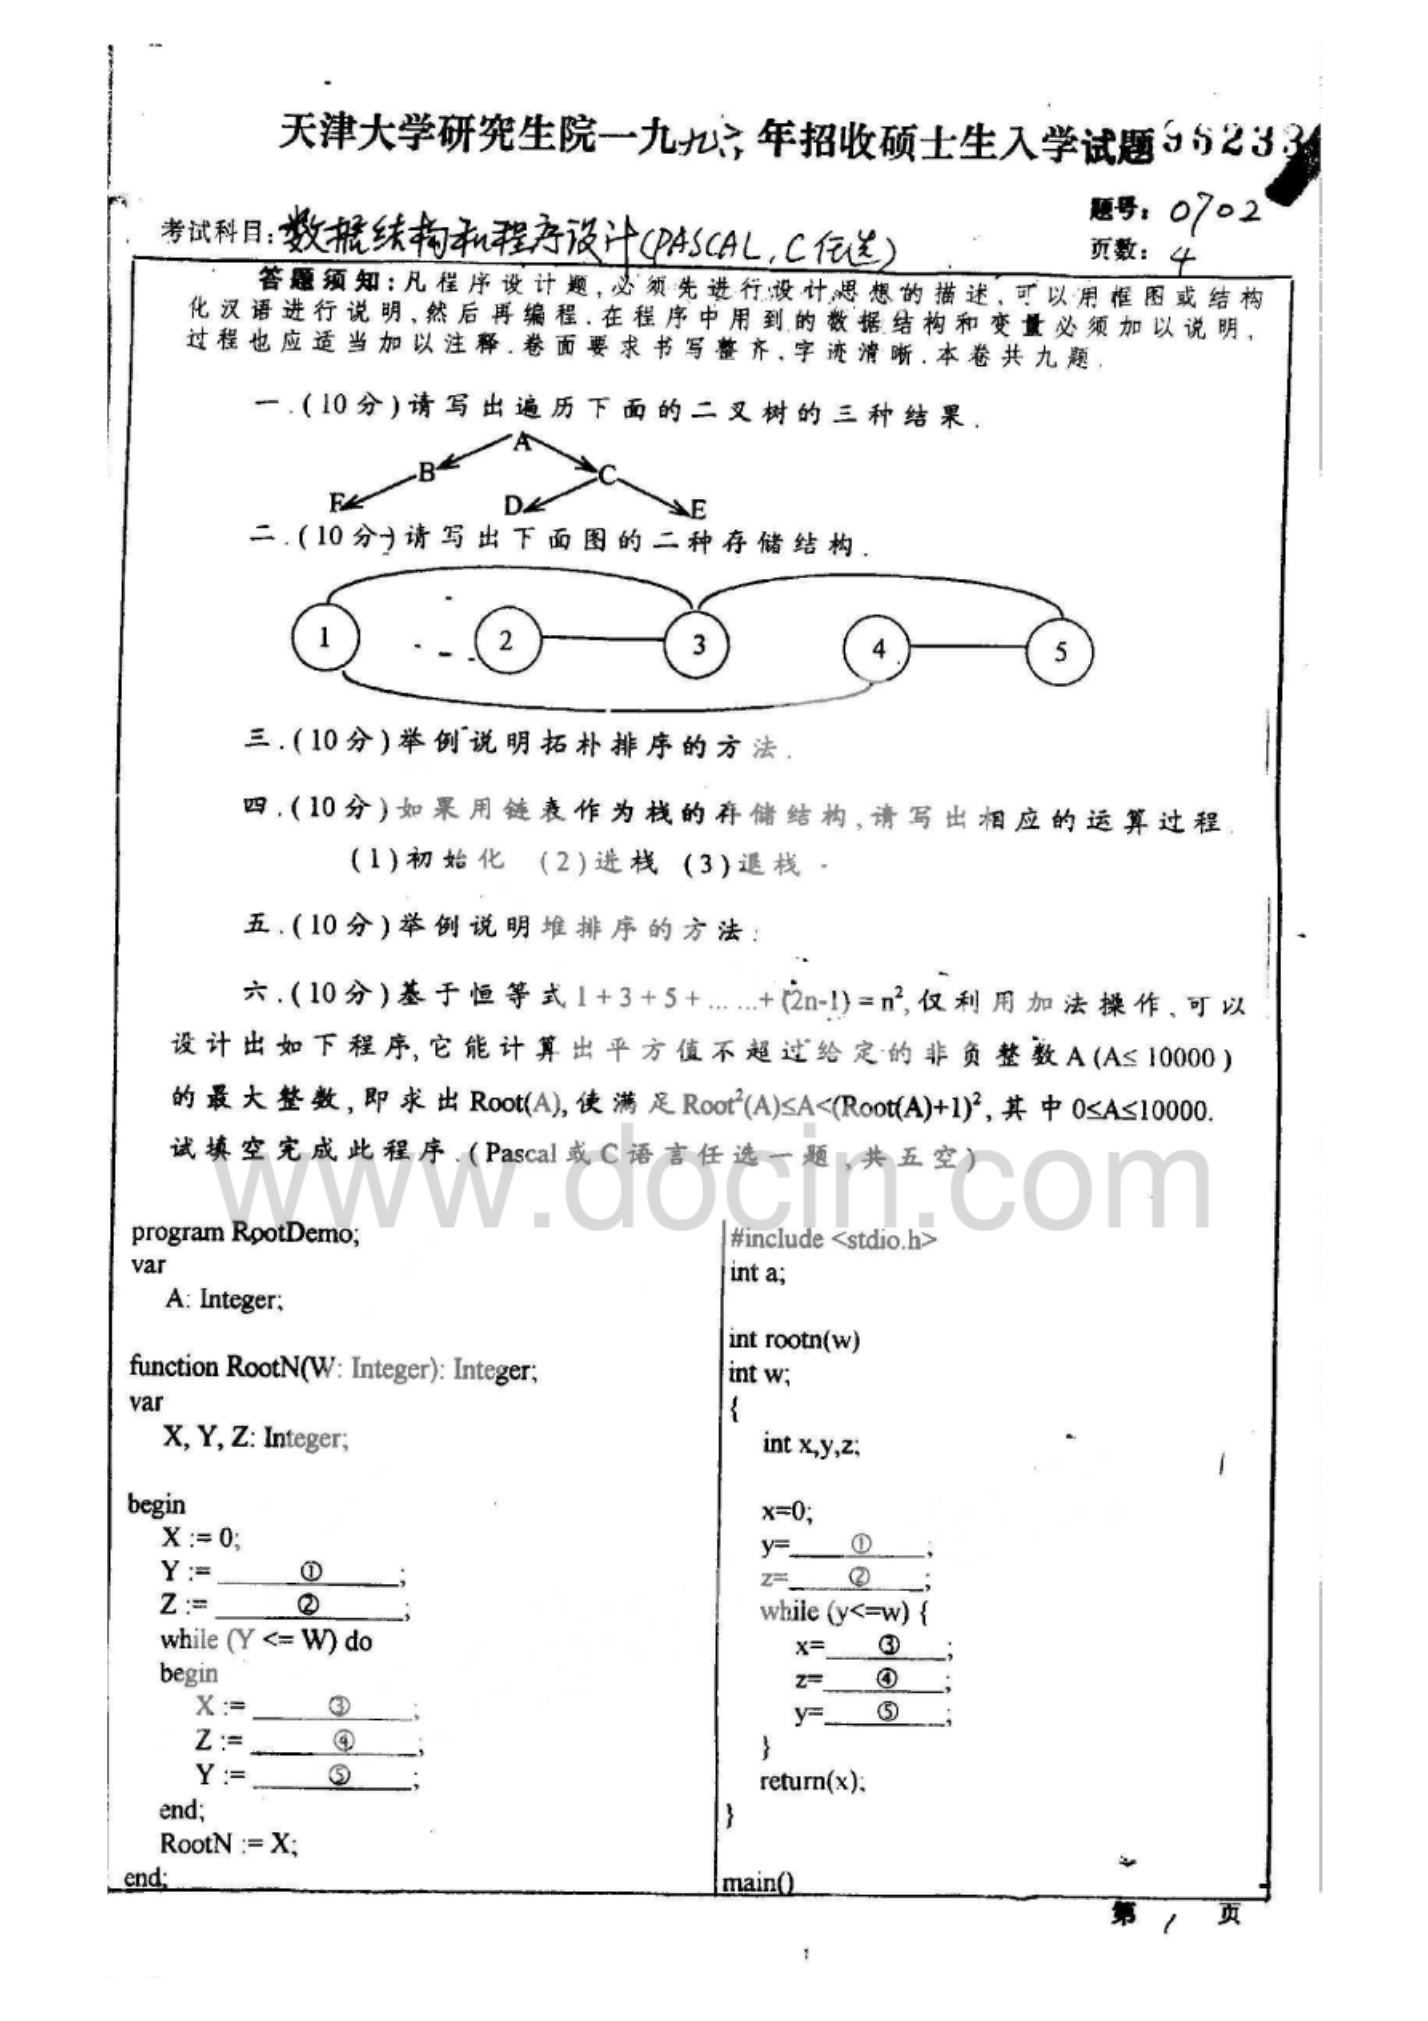 天津大学研究生院一九九六年招收硕士生入学试题
题号: 0702
考试科目: 数据结构和程序设计(PASCAL, C任选)
页数: 4
答题须知:凡程序设计题,必须先进行设计思想的描述,可以用框图或结构
化汉语进行说明,然后再编程.在程序中用到的数据结构和变量必须加以说明,
过程也应适当加以注释.卷面要求书写整齐,字迹清晰.本卷共九题.
一.(10分)请写出遍历下面的二叉树的三种结果.
A
B C
F D E
二.(10分)请写出下面图的二种存储结构.
1 2 3 4 5
三.(10分)举例说明拓朴排序的方法.
四.(10分)如果用链表作为栈的存储结构,请写出相应的运算过程.
(1)初始化 (2)进栈 (3)退栈
五.(10分)举例说明堆排序的方法:
六.(10分)基于恒等式1+3+5+... ...+(2n-1)=n²,仅利用加法操作、可以
设计出如下程序,它能计算出平方值不超过给定的非负整数A(A≤10000)
的最大整数,即求出Root(A),使满足Root²(A)≤A<(Root(A)+1)²,其中0≤A≤10000.
试填空完成此程序.(Pascal或C语言任选一题,共五空)
www.docin.com
program RootDemo;
var
A: Integer;
function RootN(W: Integer): Integer;
var
X, Y, Z: Integer;
begin
X := 0;
Y := ① ;
Z := ② ;
while (Y <= W) do
begin
X := ③ ;
Z := ④ ;
Y := ⑤ ;
end;
RootN := X;
end;
#include <stdio.h>
int a;
int rootn(w)
int w;
{
int x,y,z;
x=0;
y= ① ;
z= ② ;
while (y<=w) {
x= ③ ;
z= ④ ;
y= ⑤ ;
}
return(x);
}
main()
第 1 页
1